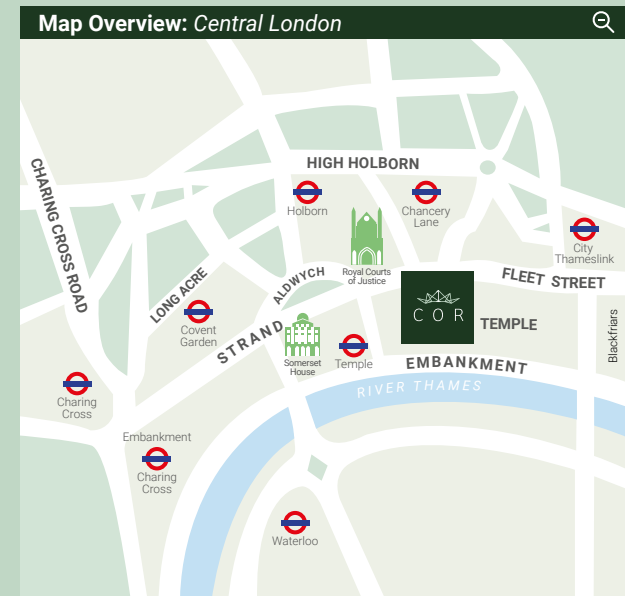 Map Overview: Central London
HIGH HOLBORN
CHARING CROSS ROAD
Holborn
Chancery
Lane
City
Thameslink
Royal Courts
of Justice
ALDWYCH
LONG ACRE
FLEET STREET
COR
TEMPLE
Blackfriars
Covent
Garden
STRAND
Somerset
House
Temple
EMBANKMENT
RIVER THAMES
Charing
Cross
Embankment
Charing
Cross
Waterloo